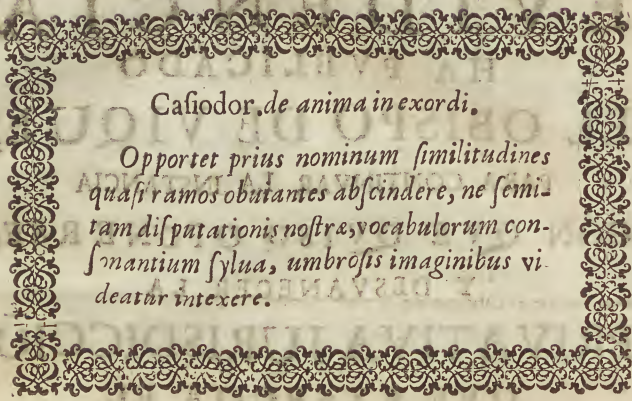 Caſiodor. de anima in exordi.
Opportet prius nominum ſimilitudines
quaſi ramos obuiantes abſcindere, ne ſemi-
tam diſputationis noſtræ, vocabulorum con-
ſonantium ſylua, umbroſis imaginibus vi-
deatur intexere.